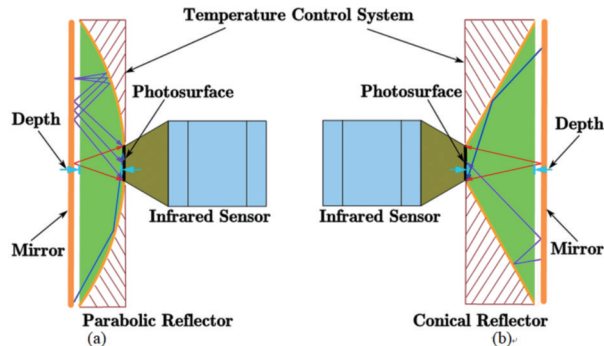 Temperature Control System
Photosurface
Photosurface
Depth
Depth
Infrared Sensor
Infrared Sensor
Mirror
Mirror
Parabolic Reflector
Conical Reflector
(a)
(b)